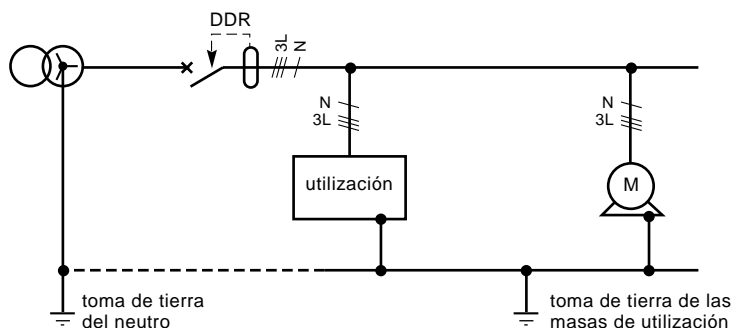 DDR
3L
N
N
3L
N
3L
utilización
M
toma de tierra
del neutro
toma de tierra de las
masas de utilización